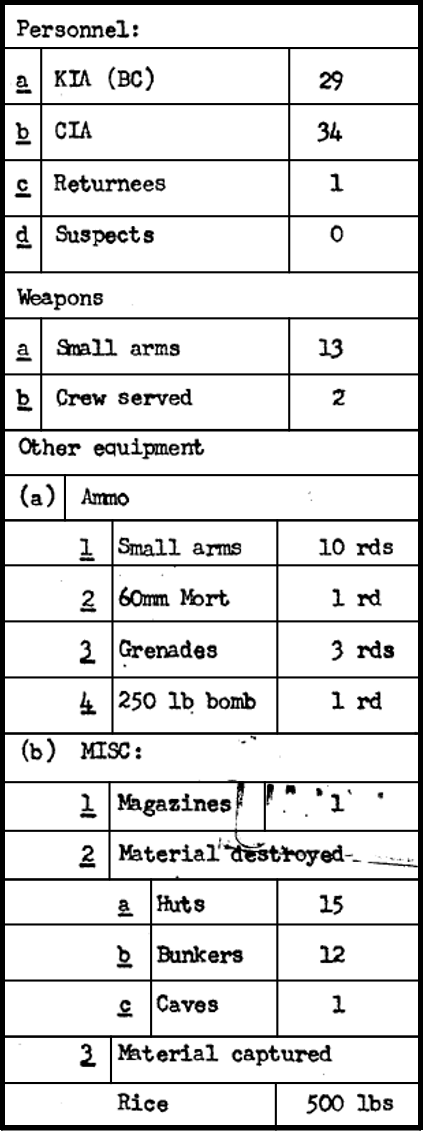 Personnel:
a KIA (BC) 29
b CIA 34
c Returnees 1
d Suspects 0
Weapons
a Small arms 13
b Crew served 2
Other equipment
(a) Ammo
1 Small arms 10 rds
2 60mm Mort 1 rd
3 Grenades 3 rds
4 250 lb bomb 1 rd
(b) MISC:
1 Magazines 1
2 Material destroyed
a Huts 15
b Bunkers 12
c Caves 1
3 Material captured
Rice 500 lbs